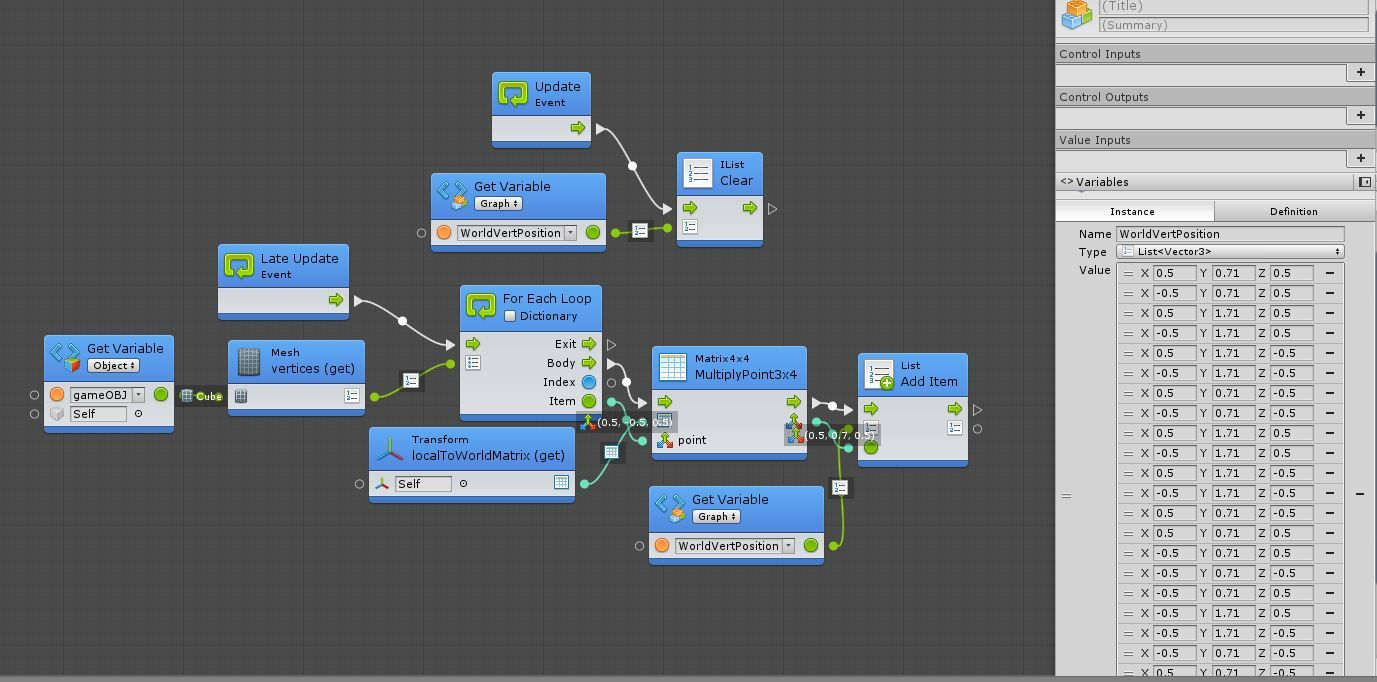 Update
Event
IList
Clear
Get Variable
Graph
WorldVertPosition
Late Update
Event
For Each Loop
Dictionary
Exit
Body
Index
Item
Get Variable
Object
gameOBJ
Self
Cube
Mesh
vertices (get)
(0.5, -0.5, 0.5)
Matrix4x4
MultiplyPoint3x4
point
(0.5, 0.7, 0.5)
List
Add Item
Transform
localToWorldMatrix (get)
Self
Get Variable
Graph
WorldVertPosition
(Title)
(Summary)
Control Inputs
Control Outputs
Value Inputs
<> Variables
Instance Definition
Name WorldVertPosition
Type List<Vector3>
Value
X 0.5 Y 0.71 Z 0.5
X -0.5 Y 0.71 Z 0.5
X 0.5 Y 1.71 Z 0.5
X -0.5 Y 1.71 Z 0.5
X 0.5 Y 1.71 Z -0.5
X -0.5 Y 1.71 Z -0.5
X 0.5 Y 0.71 Z -0.5
X -0.5 Y 0.71 Z -0.5
X 0.5 Y 1.71 Z 0.5
X -0.5 Y 1.71 Z 0.5
X 0.5 Y 1.71 Z -0.5
X -0.5 Y 1.71 Z -0.5
X 0.5 Y 0.71 Z -0.5
X 0.5 Y 0.71 Z 0.5
X -0.5 Y 0.71 Z 0.5
X -0.5 Y 0.71 Z -0.5
X -0.5 Y 0.71 Z 0.5
X -0.5 Y 1.71 Z 0.5
X -0.5 Y 1.71 Z -0.5
X -0.5 Y 0.71 Z -0.5
X 0.5 Y 0.71 Z -0.5